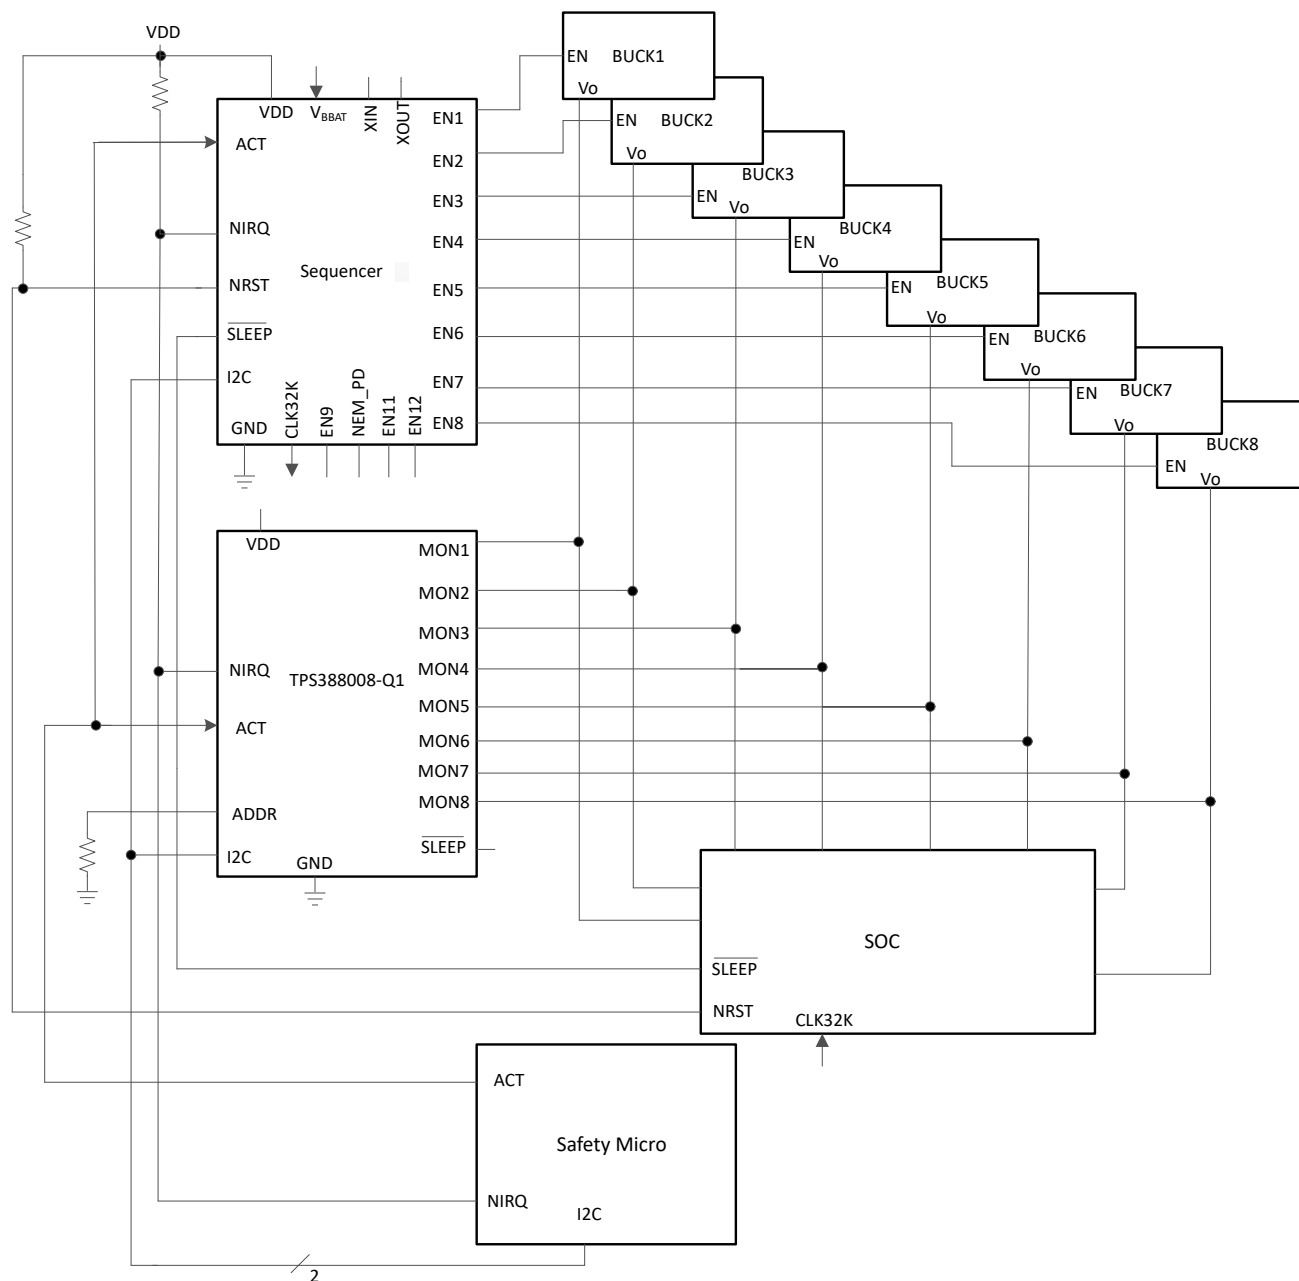 VDD
EN BUCK1
Vo
VDD VBBAT XIN XOUT EN1
EN BUCK2
Vo
ACT
EN2
BUCK3
EN
Vo
EN3
NIRQ
BUCK4
EN4
EN
Vo
Sequencer
NRST
EN5
EN BUCK5
Vo
SLEEP
EN6
EN BUCK6
Vo
I2C
EN7
EN BUCK7
Vo
GND CLK32K EN9 NEM_PD EN11 EN12 EN8
BUCK8
EN
Vo
VDD
MON1
MON2
MON3
NIRQ TPS388008-Q1 MON4
MON5
ACT
MON6
MON7
MON8
ADDR
SLEEP
I2C GND
SOC
SLEEP
NRST
CLK32K
ACT
Safety Micro
NIRQ
I2C
2